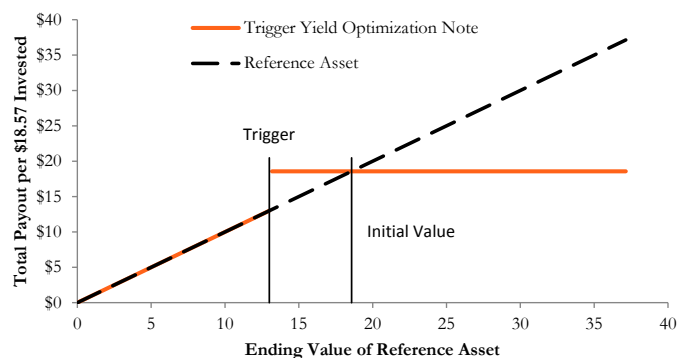 Trigger Yield Optimization Note
Reference Asset
Total Payout per $18.57 Invested
$40
$35
$30
$25
$20
$15
$10
$5
$0
Trigger
Initial Value
0 5 10 15 20 25 30 35 40
Ending Value of Reference Asset